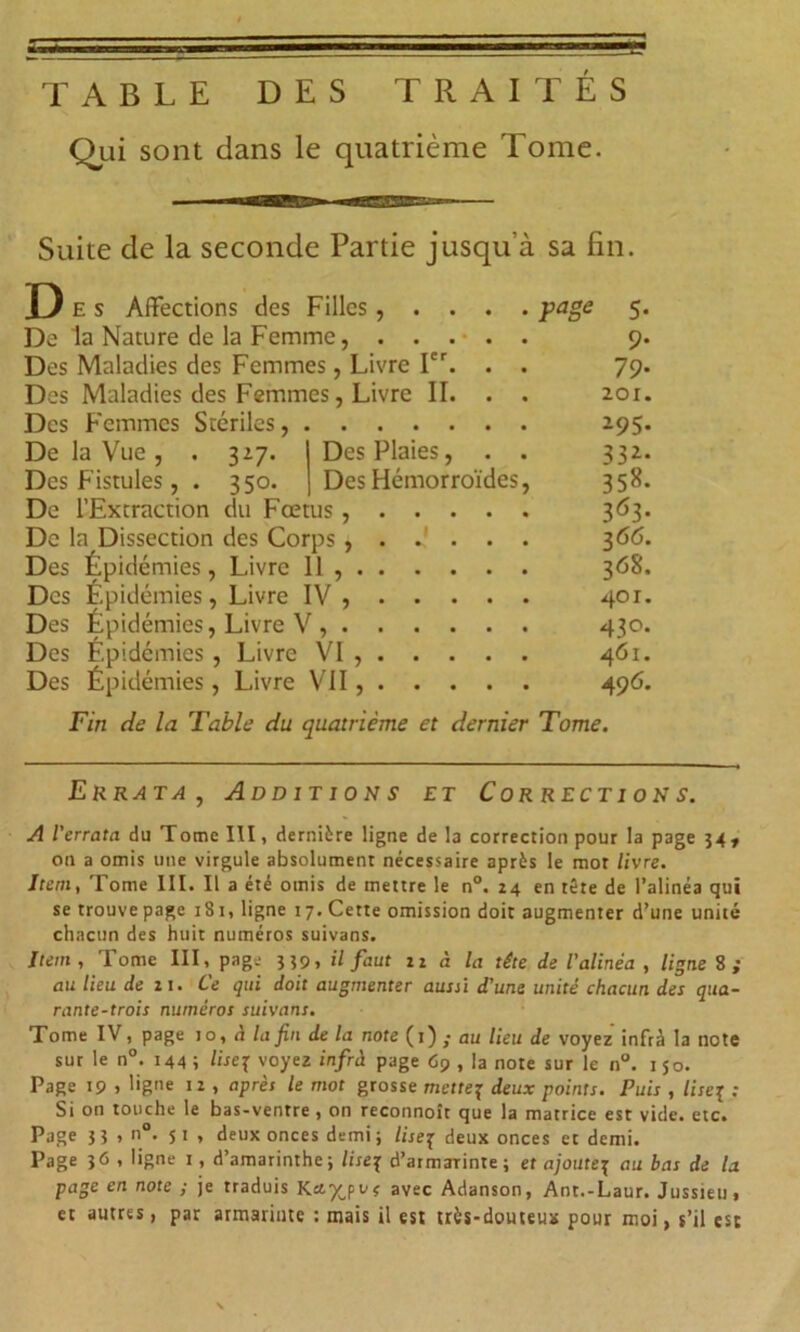 TABLE DES TRAITÉS
Qui sont dans le quatrième Tome.
Suite de la seconde Partie jusqu'à sa fin.
DES Affections des Filles, . . . . . page 5.
De la Nature de la Femme, . . . . . . 9.
Des Maladies des Femmes, Livre Ier. . . 79.
Des Maladies des Femmes, Livre II. . . 201.
Des Femmes Stériles, . . . . . . . 295.
De la Vue, . 327. | Des Plaies, . . 332.
Des Fistules, . 350. | Des Hémorroïdes, 358.
De l'Extraction du Fœtus, . . . . . 363.
De la Dissection des Corps, . . . . . 366.
Des Épidémies, Livre II, . . . . . . 368.
Des Épidémies, Livre IV, . . . . . 401.
Des Épidémies, Livre V, . . . . . . 430.
Des Épidémies, Livre VI, . . . . . 461.
Des Épidémies, Livre VII, . . . . . 496.
Fin de la Table du quatrième et dernier Tome.
ERRATA, ADDITIONS ET CORRECTIONS.
A l'errata du Tome III, dernière ligne de la correction pour la page 34,
on a omis une virgule absolument nécessaire après le mot livre.
Item, Tome III. Il a été omis de mettre le n°. 24 en tête de l'alinéa qui
se trouve page 181, ligne 17. Cette omission doit augmenter d'une unité
chacun des huit numéros suivans.
Item, Tome III, page 339, il faut 22 à la tête de l'alinéa, ligne 8;
au lieu de 21. Ce qui doit augmenter aussi d'une unité chacun des qua-
rante-trois numéros suivans.
Tome IV, page 10, à la fin de la note (1); au lieu de voyez infrà la note
sur le n°. 144; lisez voyez infrà page 69, la note sur le n°. 150.
Page 19, ligne 12, après le mot grosse mettez deux points. Puis, lisez :
Si on touche le bas-ventre, on reconnoît que la matrice est vide. etc.
Page 33, n°. 51, deux onces demi; lisez deux onces et demi.
Page 36, ligne 1, d'amarinthe; lisez d'armarinte; et ajoutez au bas de la
page en note; je traduis Κάχρυς avec Adanson, Ant.-Laur. Jussieu,
et autres, par armarinte : mais il est très-douteux pour moi, s'il est